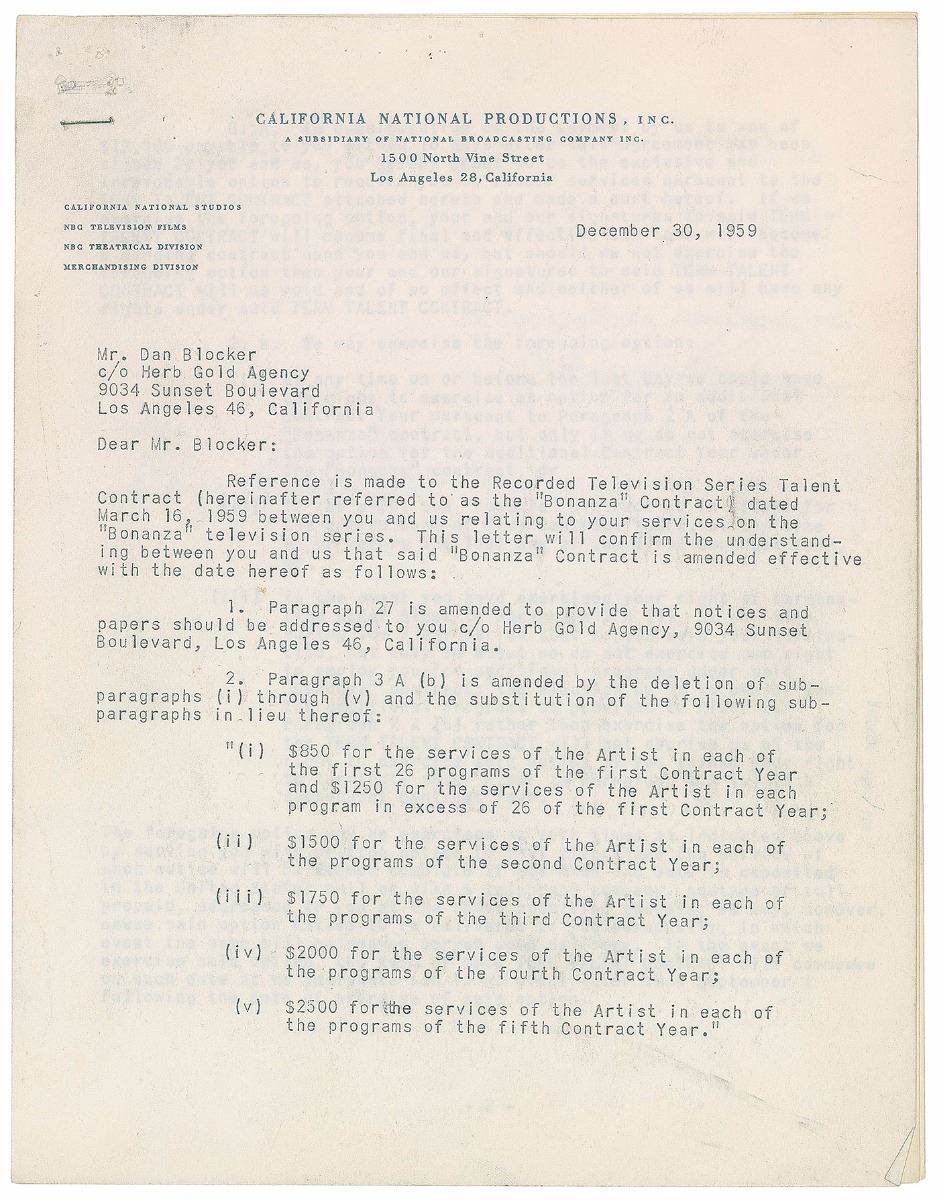 CALIFORNIA NATIONAL PRODUCTIONS, INC.
A SUBSIDIARY OF NATIONAL BROADCASTING COMPANY INC.
1500 North Vine Street
Los Angeles 28, California
CALIFORNIA NATIONAL STUDIOS
NBC TELEVISION FILMS
NBC THEATRICAL DIVISION
MERCHANDISING DIVISION
December 30, 1959
Mr. Dan Blocker
c/o Herb Gold Agency
9034 Sunset Boulevard
Los Angeles 46, California
Dear Mr. Blocker:
Reference is made to the Recorded Television Series Talent
Contract (hereinafter referred to as the "Bonanza" Contract) dated
March 16, 1959 between you and us relating to your services on the
"Bonanza" television series. This letter will confirm the understand-
ing between you and us that said "Bonanza" Contract is amended effective
with the date hereof as follows:
1. Paragraph 27 is amended to provide that notices and
papers should be addressed to you c/o Herb Gold Agency, 9034 Sunset
Boulevard, Los Angeles 46, California.
2. Paragraph 3 A (b) is amended by the deletion of sub-
paragraphs (i) through (v) and the substitution of the following sub-
paragraphs in lieu thereof:
"(i) $850 for the services of the Artist in each of
the first 26 programs of the first Contract Year
and $1250 for the services of the Artist in each
program in excess of 26 of the first Contract Year;
(ii) $1500 for the services of the Artist in each of
the programs of the second Contract Year;
(iii) $1750 for the services of the Artist in each of
the programs of the third Contract Year;
(iv) $2000 for the services of the Artist in each of
the programs of the fourth Contract Year;
(v) $2500 for the services of the Artist in each of
the programs of the fifth Contract Year."